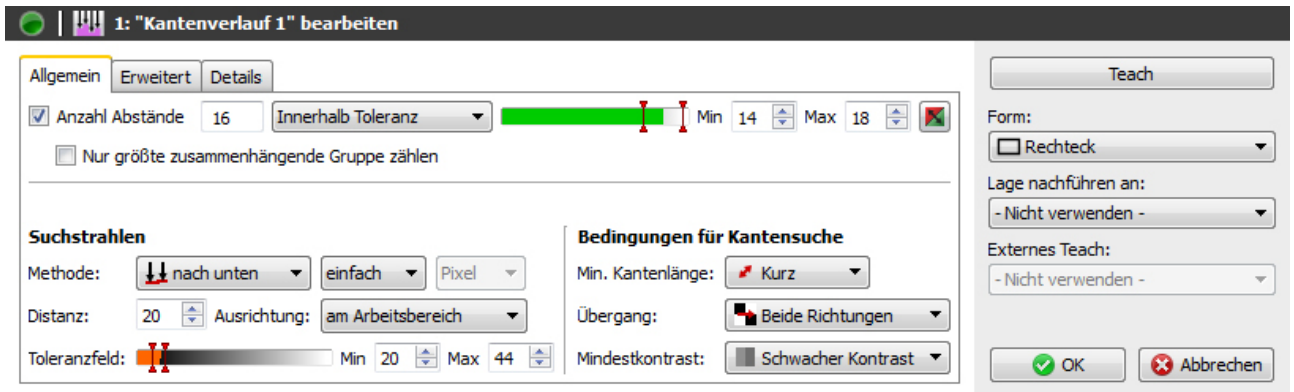 1: "Kantenverlauf 1" bearbeiten
Allgemein Erweitert Details
Anzahl Abstände 16 Innerhalb Toleranz Min 14 Max 18
Nur größte zusammenhängende Gruppe zählen
Suchstrahlen
Methode: nach unten einfach Pixel
Distanz: 20 Ausrichtung: am Arbeitsbereich
Toleranzfeld: Min 20 Max 44
Bedingungen für Kantensuche
Min. Kantenlänge: Kurz
Übergang: Beide Richtungen
Mindestkontrast: Schwacher Kontrast
Teach
Form:
Rechteck
Lage nachführen an:
- Nicht verwenden -
Externes Teach:
- Nicht verwenden -
OK Abbrechen